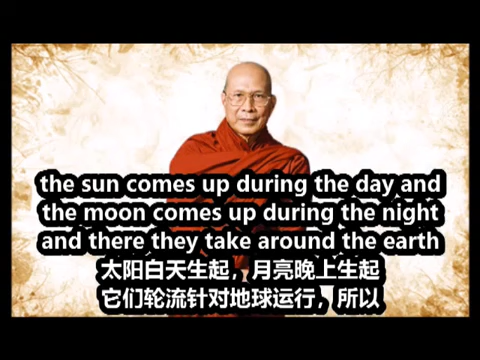 the sun comes up during the day and
the moon comes up during the night
and there they take around the earth
太阳白天生起，月亮晚上生起
它们轮流针对地球运行，所以